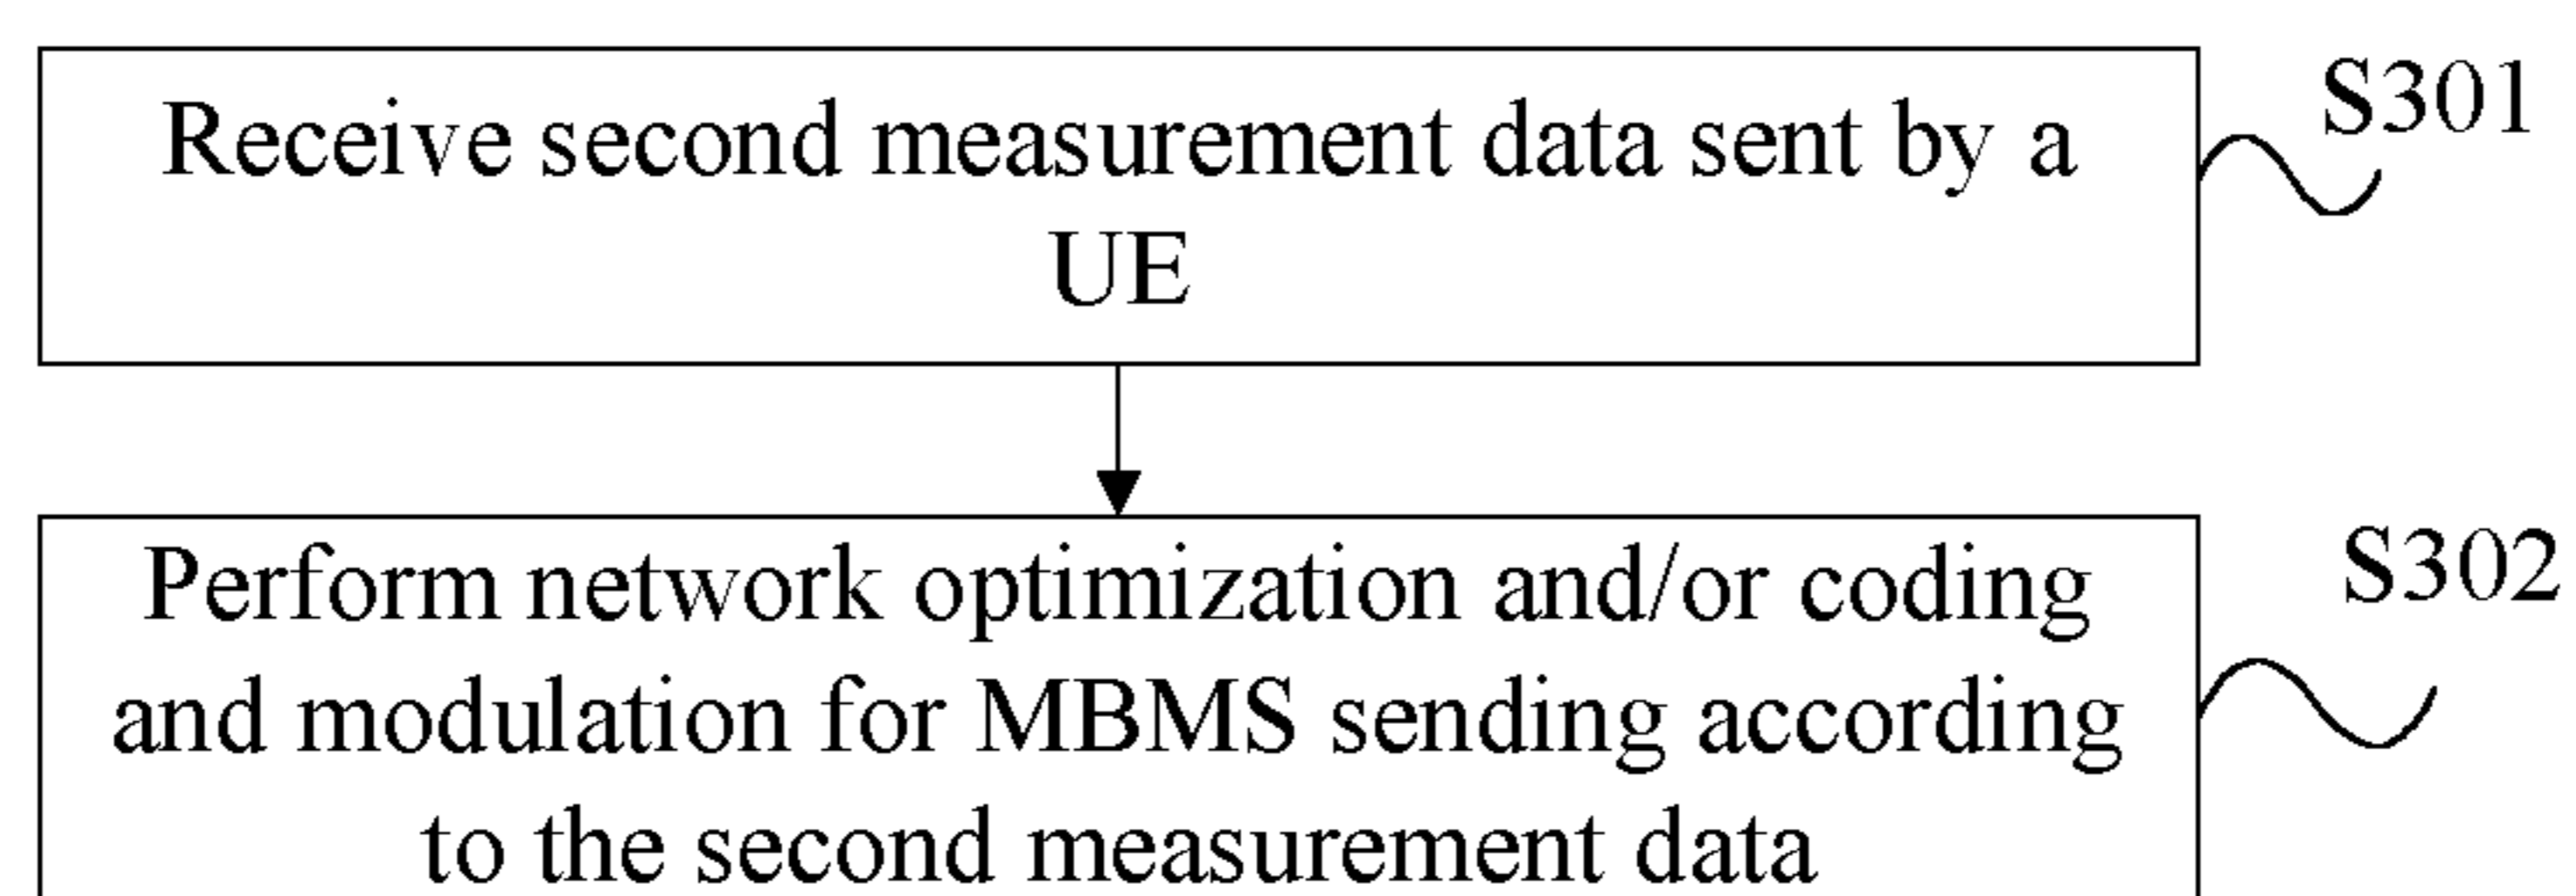 Receive second measurement data sent by a
UE
S301
Perform network optimization and/or coding
and modulation for MBMS sending according
to the second measurement data
S302